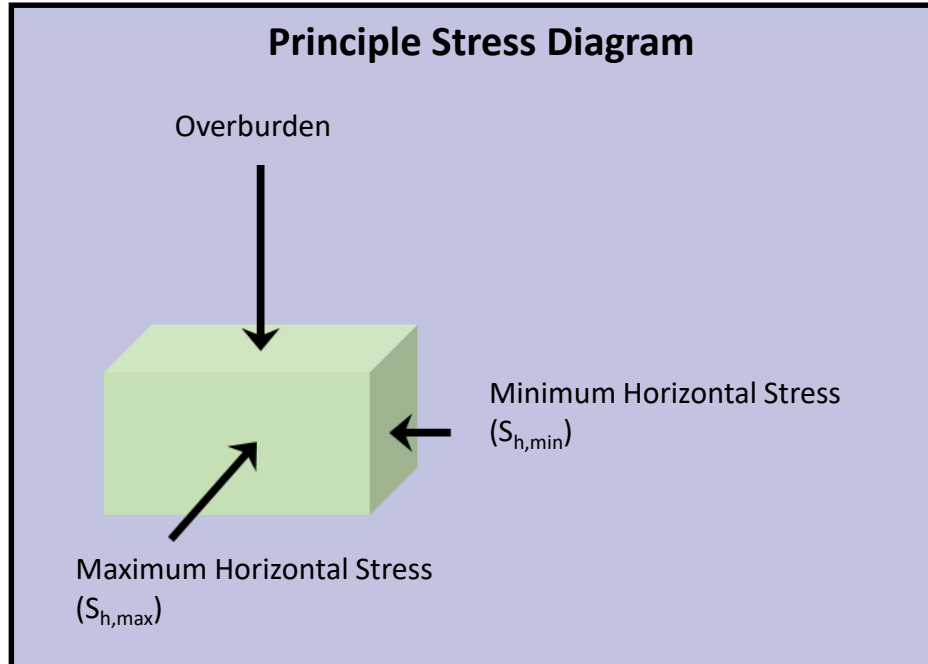 Principle Stress Diagram
Overburden
Minimum Horizontal Stress
(Sh,min)
Maximum Horizontal Stress
(Sh,max)